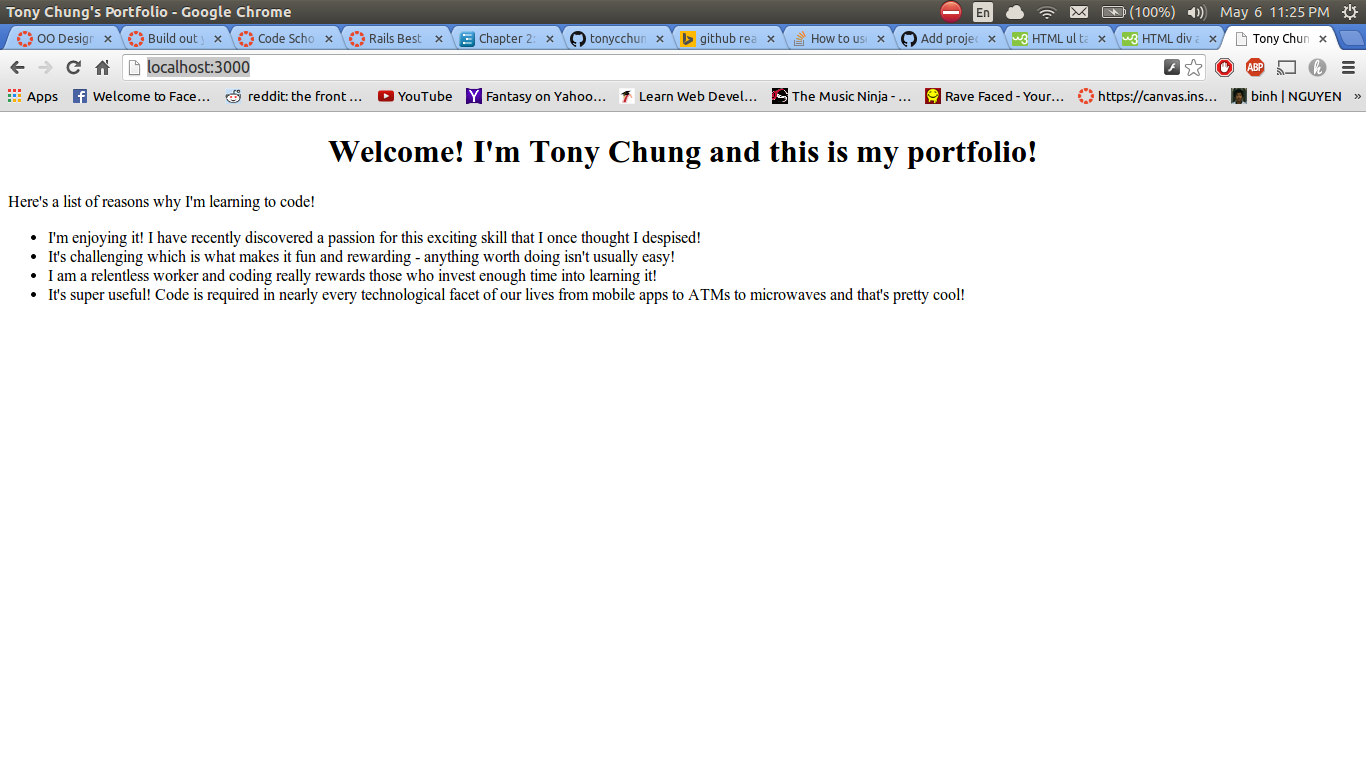 Tony Chung's Portfolio - Google Chrome
En
(100%)
May 6 11:25 PM
OO Design
Build out y
Code Scho
Rails Best
Chapter 2:
tonycchun
github rea
How to use
Add projec
HTML ul ta
HTML div a
Tony Chun
localhost:3000
ABP
h
Apps
Welcome to Face...
reddit: the front ...
YouTube
Fantasy on Yahoo...
Learn Web Devel...
The Music Ninja - ...
Rave Faced - Your...
https://canvas.ins...
binh | NGUYEN
»
Welcome! I'm Tony Chung and this is my portfolio!
Here's a list of reasons why I'm learning to code!
• I'm enjoying it! I have recently discovered a passion for this exciting skill that I once thought I despised!
• It's challenging which is what makes it fun and rewarding - anything worth doing isn't usually easy!
• I am a relentless worker and coding really rewards those who invest enough time into learning it!
• It's super useful! Code is required in nearly every technological facet of our lives from mobile apps to ATMs to microwaves and that's pretty cool!